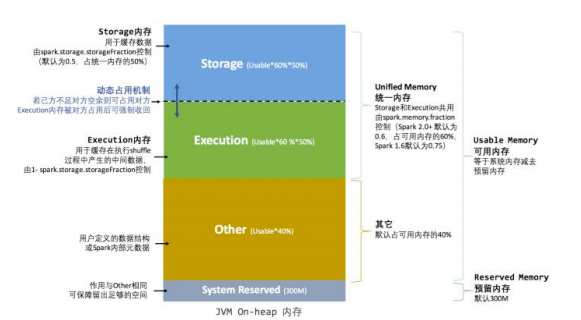 Storage内存
用于缓存数据
由spark.storage.storageFraction控制
(默认为0.5，占统一内存的50%)
动态占用机制
若己方不足对方空余则可占用对方
Execution内存被对方占用后可强制收回
Execution内存
用于缓存在执行shuffle
过程中产生的中间数据，
由1- spark.storage.storageFraction控制
用户定义的数据结构
或Spark内部元数据
作用与Other相同
可保障留出足够的空间
Storage (Usable*60%*50%)
Execution (Usable*60 %*50%)
Other (Usable*40%)
System Reserved (300M)
JVM On-heap 内存
Unified Memory
统一内存
Storage和Execution共用
由spark.memory.fraction
控制（Spark 2.0+默认为
0.6，占可用内存的60%，
Spark 1.6默认为0.75）
其它
默认占可用内存的40%
Usable Memory
可用内存
等于系统内存减去
预留内存
Reserved Memory
预留内存
默认300M